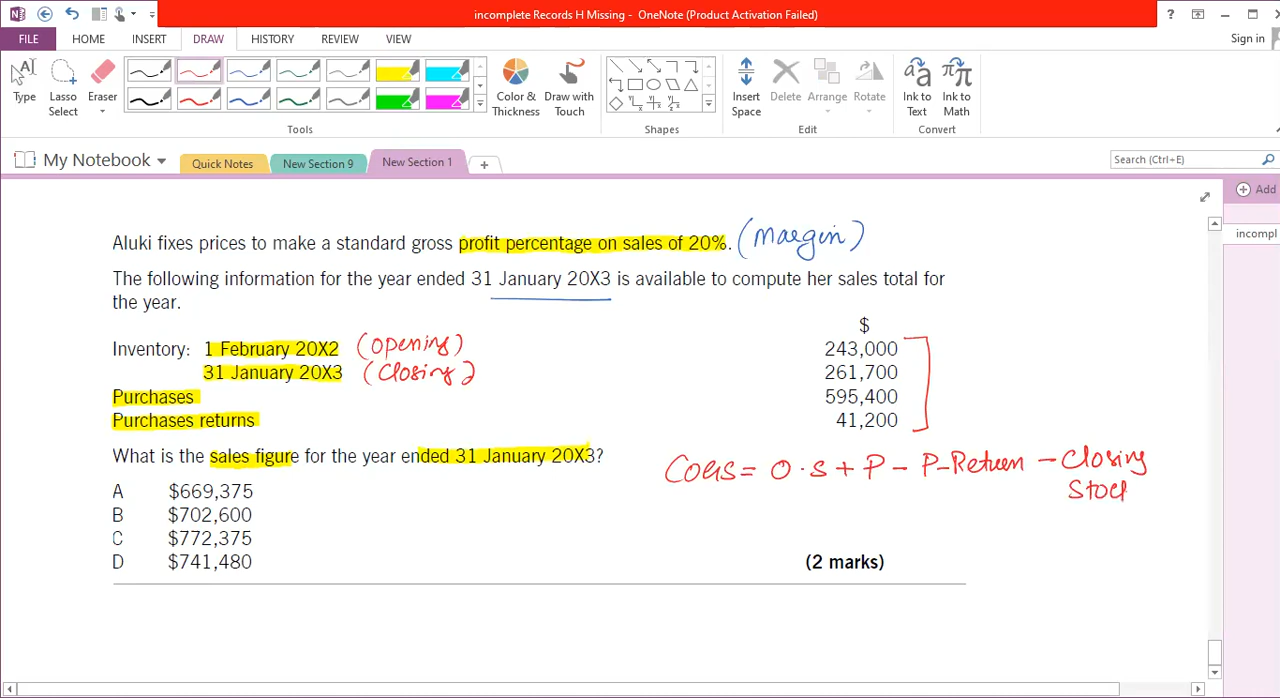 incomplete Records H Missing - OneNote (Product Activation Failed)
FILE HOME INSERT DRAW HISTORY REVIEW VIEW Sign in
Type Lasso Select Eraser Color & Thickness Draw with Touch Insert Space Delete Arrange Rotate Ink to Text Ink to Math
Tools Shapes Edit Convert
My Notebook Quick Notes New Section 9 New Section 1 Search (Ctrl+E)
Add
incompl
Aluki fixes prices to make a standard gross profit percentage on sales of 20%. (Margin)
The following information for the year ended 31 January 20X3 is available to compute her sales total for
the year.
$
Inventory: 1 February 20X2 (Opening) 243,000
31 January 20X3 (Closing) 261,700
Purchases 595,400
Purchases returns 41,200
What is the sales figure for the year ended 31 January 20X3?
COGS = O.S + P - P-Return - Closing
Stock
A $669,375
B $702,600
C $772,375
D $741,480
(2 marks)